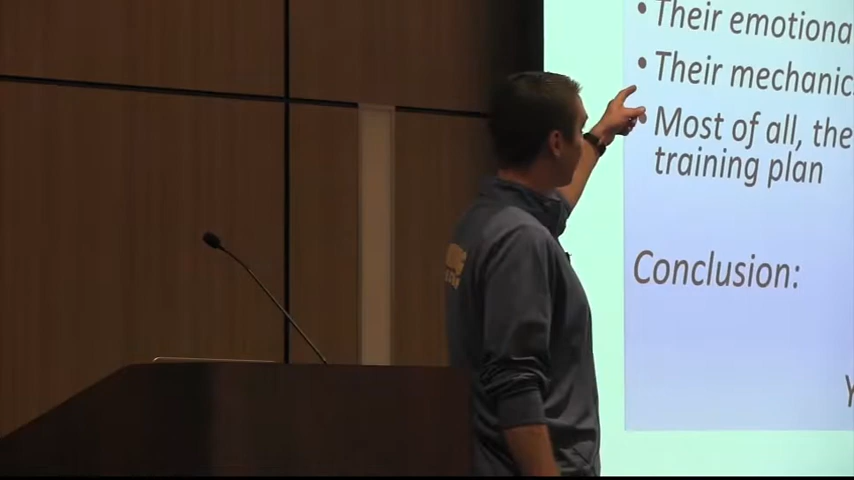 • Their emotiona
• Their mechanic
• Most of all, the
training plan
Conclusion:
Y